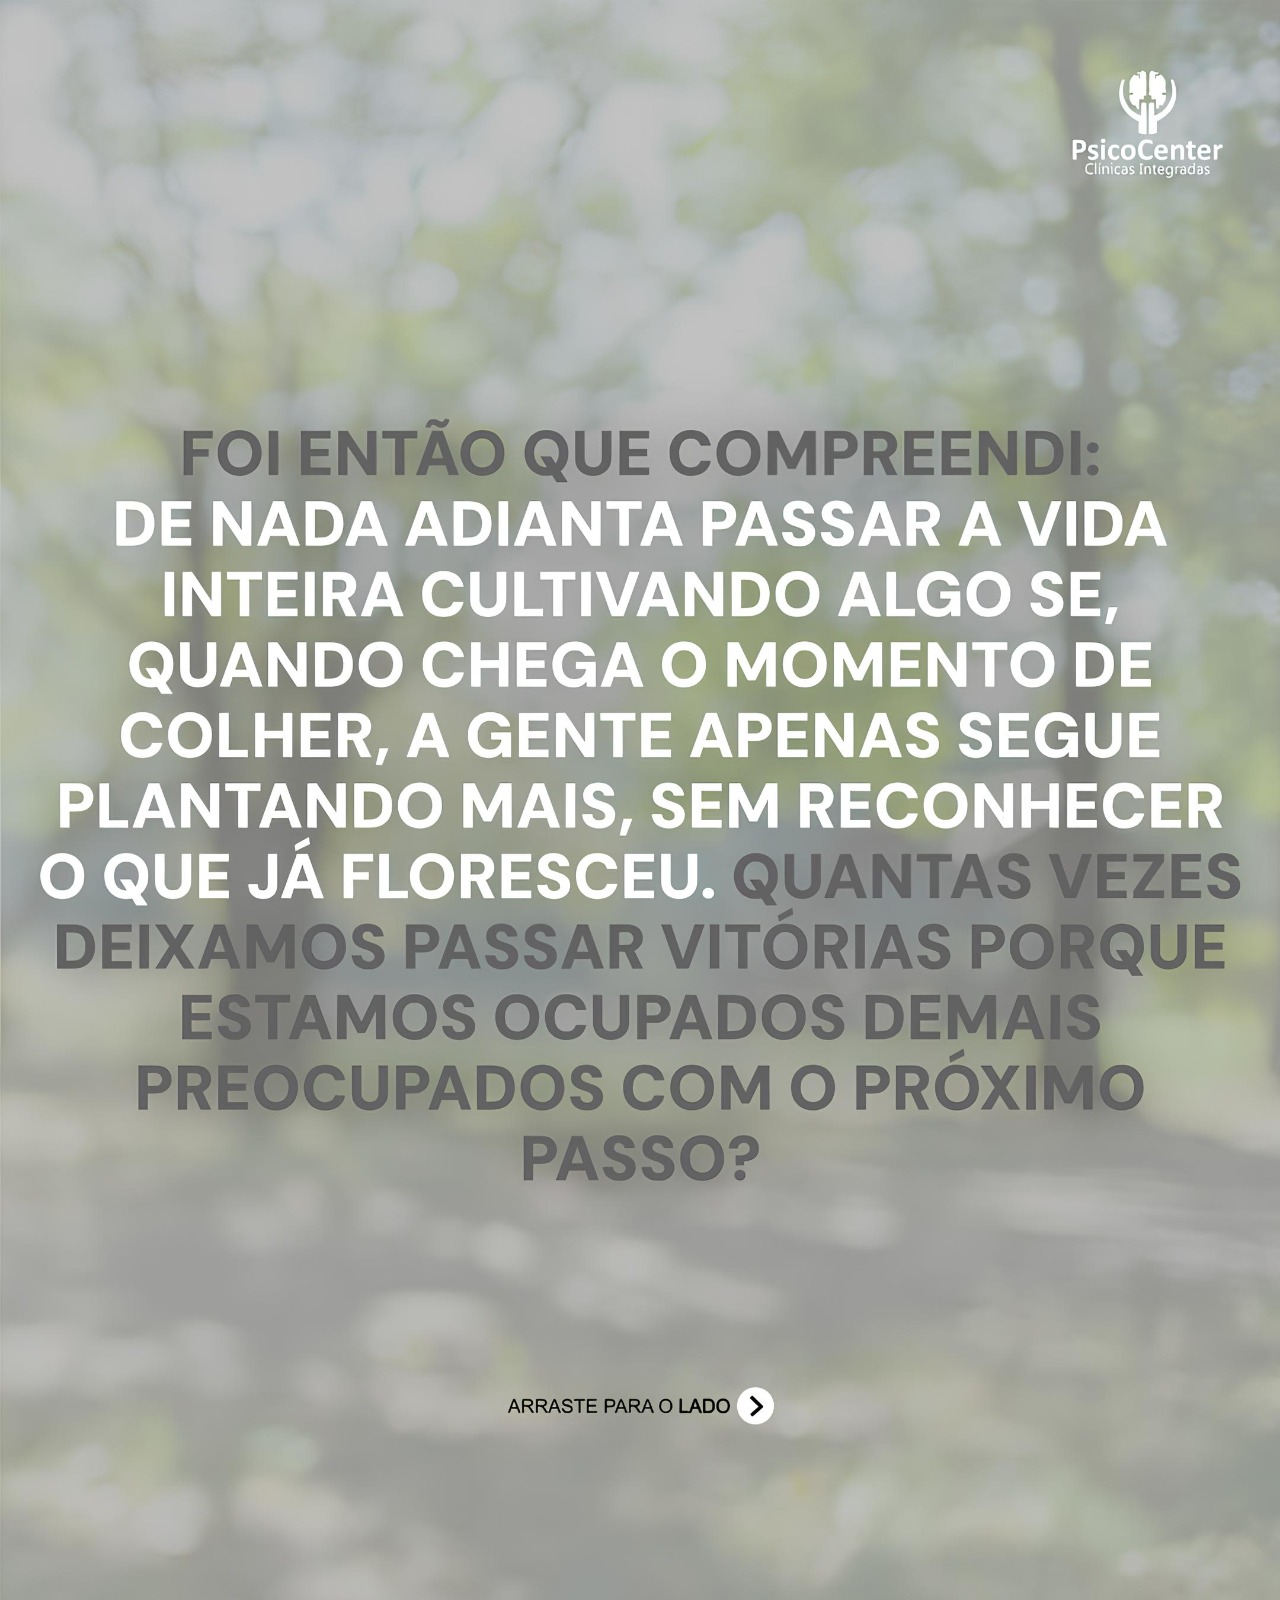 PsicoCenter
Clínicas Integradas
FOI ENTÃO QUE COMPREENDI:
DE NADA ADIANTA PASSAR A VIDA
INTEIRA CULTIVANDO ALGO SE,
QUANDO CHEGA O MOMENTO DE
COLHER, A GENTE APENAS SEGUE
PLANTANDO MAIS, SEM RECONHECER
O QUE JÁ FLORESCEU. QUANTAS VEZES
DEIXAMOS PASSAR VITÓRIAS PORQUE
ESTAMOS OCUPADOS DEMAIS
PREOCUPADOS COM O PRÓXIMO
PASSO?
ARRASTE PARA O LADO